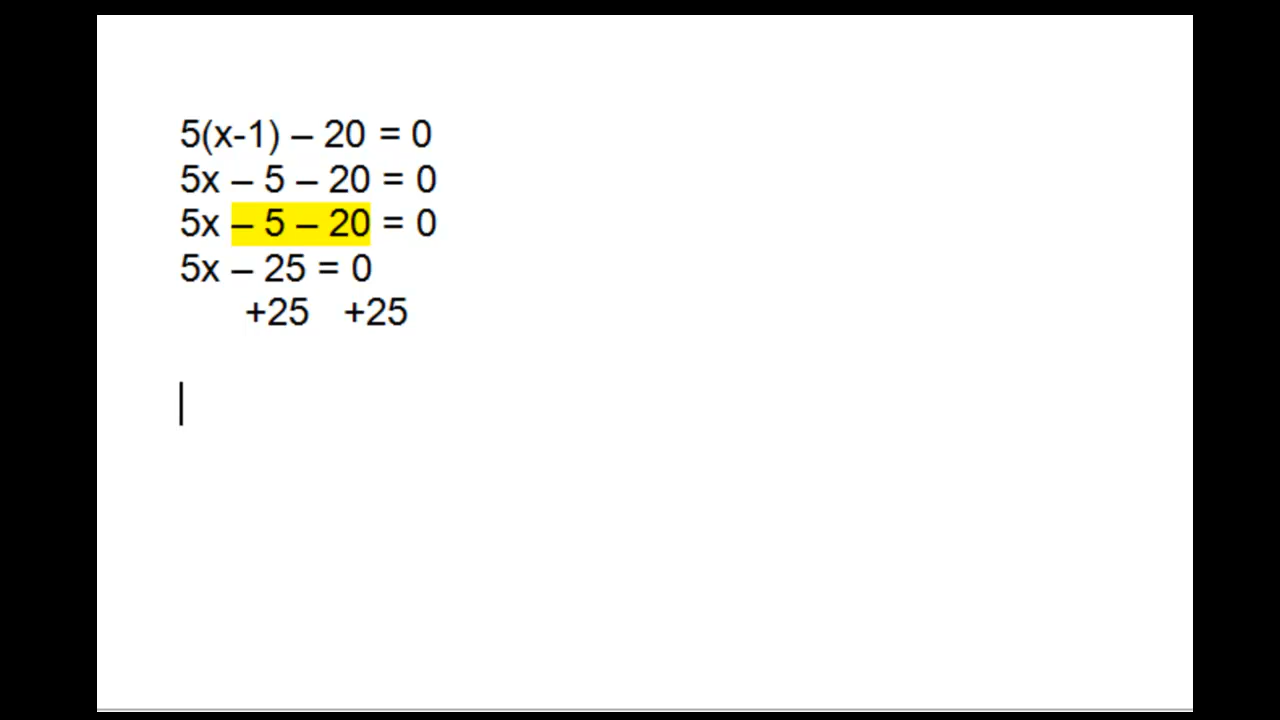 5(x-1) – 20 = 0
5x – 5 – 20 = 0
5x – 5 – 20 = 0
5x – 25 = 0
+25 +25